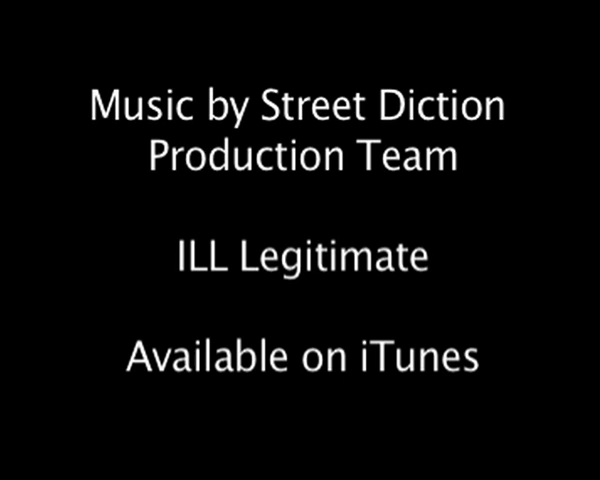 Music by Street Diction
Production Team
ILL Legitimate
Available on iTunes